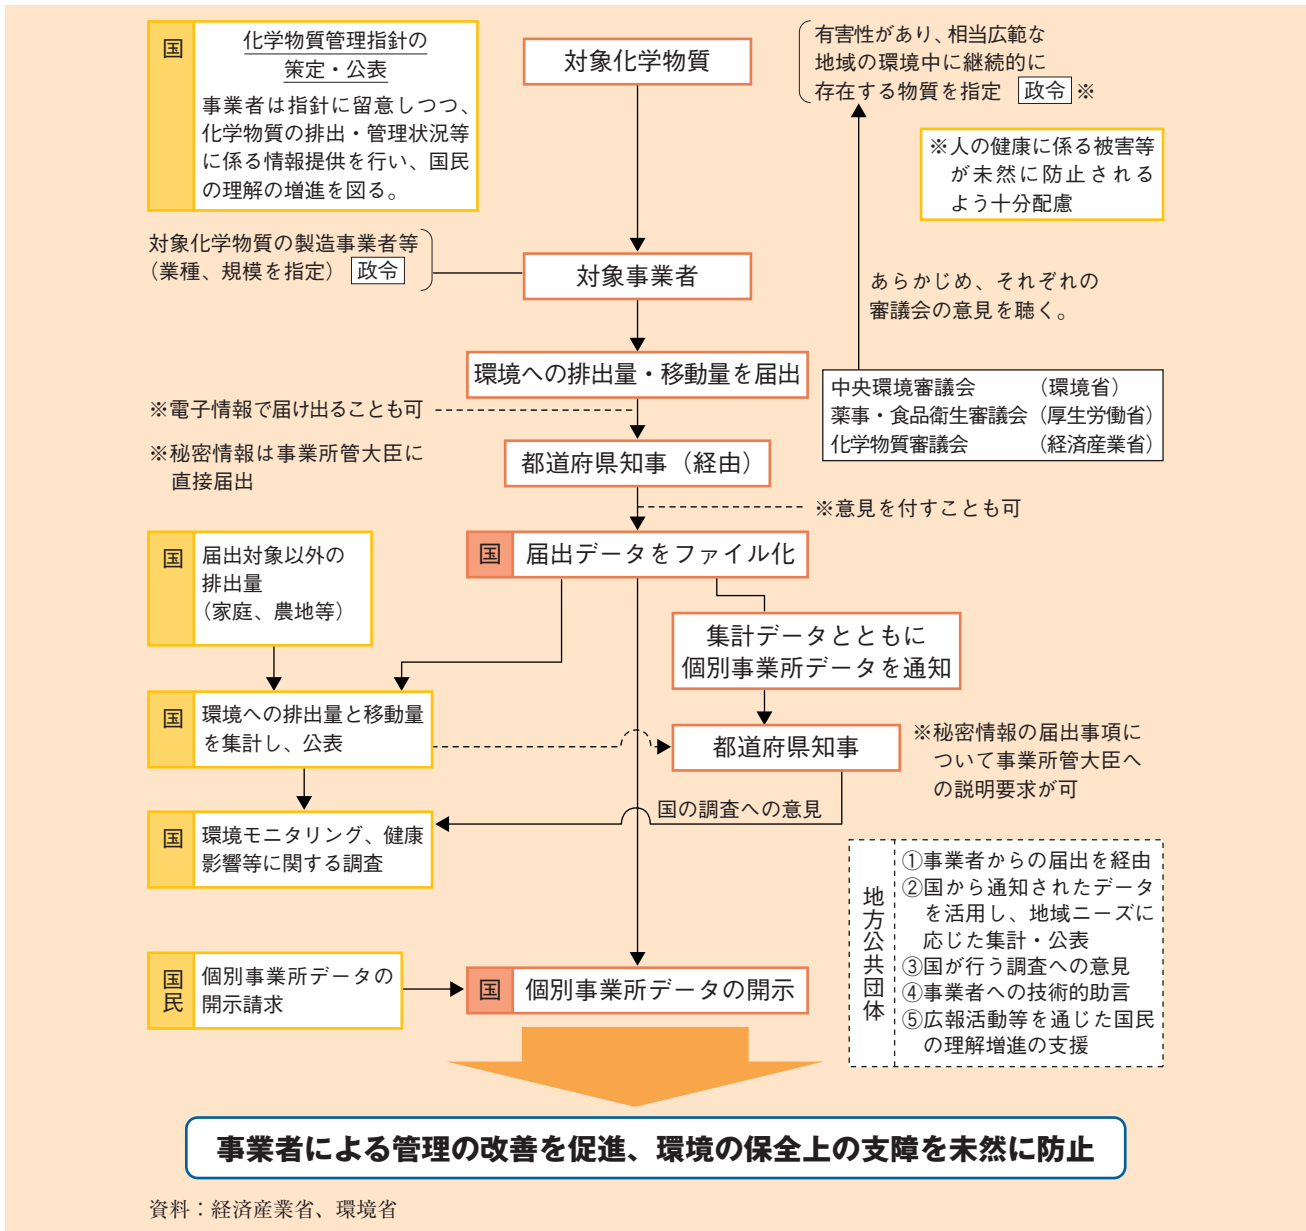 国
化学物質管理指針の
策定・公表
事業者は指針に留意しつつ、
化学物質の排出・管理状況等
に係る情報提供を行い、国民
の理解の増進を図る。
対象化学物質
有害性があり、相当広範な
地域の環境中に継続的に
存在する物質を指定 政令 ※
※人の健康に係る被害等
が未然に防止される
よう十分配慮
対象化学物質の製造事業者等
(業種、規模を指定) 政令
対象事業者
あらかじめ、それぞれの
審議会の意見を聴く。
環境への排出量・移動量を届出
中央環境審議会 (環境省)
薬事・食品衛生審議会 (厚生労働省)
化学物質審議会 (経済産業省)
※電子情報で届け出ることも可
※秘密情報は事業所管大臣に
直接届出
都道府県知事(経由)
※意見を付すことも可
国 届出データをファイル化
国
届出対象以外の
排出量
(家庭、農地等)
集計データとともに
個別事業所データを通知
国
環境への排出量と移動量
を集計し、公表
都道府県知事
※秘密情報の届出事項に
ついて事業所管大臣へ
の説明要求が可
国の調査への意見
国
環境モニタリング、健康
影響等に関する調査
地方公共団体
①事業者からの届出を経由
②国から通知されたデータ
を活用し、地域ニーズに
応じた集計・公表
③国が行う調査への意見
④事業者への技術的助言
⑤広報活動等を通じた国民
の理解増進の支援
国民
個別事業所データの
開示請求
国 個別事業所データの開示
事業者による管理の改善を促進、環境の保全上の支障を未然に防止
資料：経済産業省、環境省